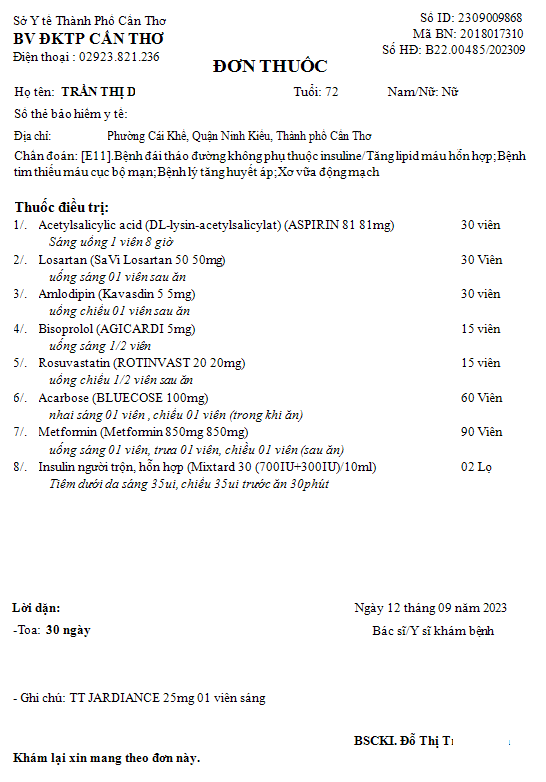 Sở Y tế Thành Phố Cần Thơ
BV ĐKTP CẦN THƠ
Điện thoại : 02923.821.236
Số ID: 2309009868
Mã BN: 2018017310
Số HĐ: B22.00485/202309
ĐƠN THUỐC
Họ tên: TRẦN THỊ D
Tuổi: 72
Nam/Nữ: Nữ
Số thẻ bảo hiểm y tế:
Địa chỉ: Phường Cái Khế, Quận Ninh Kiều, Thành phố Cần Thơ
Chẩn đoán: [E11].Bệnh đái tháo đường không phụ thuộc insuline/Tăng lipid máu hổn hợp;Bệnh
tim thiếu máu cục bộ mạn;Bệnh lý tăng huyết áp;Xơ vữa động mạch
Thuốc điều trị:
1/. Acetylsalicylic acid (DL-lysin-acetylsalicylat) (ASPIRIN 81 81mg) 30 viên
Sáng uống 1 viên 8 giờ
2/. Losartan (SaVi Losartan 50 50mg) 30 Viên
uống sáng 01 viên sau ăn
3/. Amlodipin (Kavasdin 5 5mg) 30 viên
uống chiều 01 viên sau ăn
4/. Bisoprolol (AGICARDI 5mg) 15 viên
uống sáng 1/2 viên
5/. Rosuvastatin (ROTINVAST 20 20mg) 15 viên
uống chiều 1/2 viên sau ăn
6/. Acarbose (BLUECOSE 100mg) 60 Viên
nhai sáng 01 viên , chiều 01 viên (trong khi ăn)
7/. Metformin (Metformin 850mg 850mg) 90 Viên
uống sáng 01 viên, trưa 01 viên, chiều 01 viên (sau ăn)
8/. Insulin người trộn, hỗn hợp (Mixtard 30 (700IU+300IU)/10ml) 02 Lọ
Tiêm dưới da sáng 35ui, chiều 35ui trước ăn 30phút
Lời dặn:
Ngày 12 tháng 09 năm 2023
-Toa: 30 ngày
Bác sĩ/Y sĩ khám bệnh
- Ghi chú: TT JARDIANCE 25mg 01 viên sáng
BSCKI. Đỗ Thị
Khám lại xin mang theo đơn này.